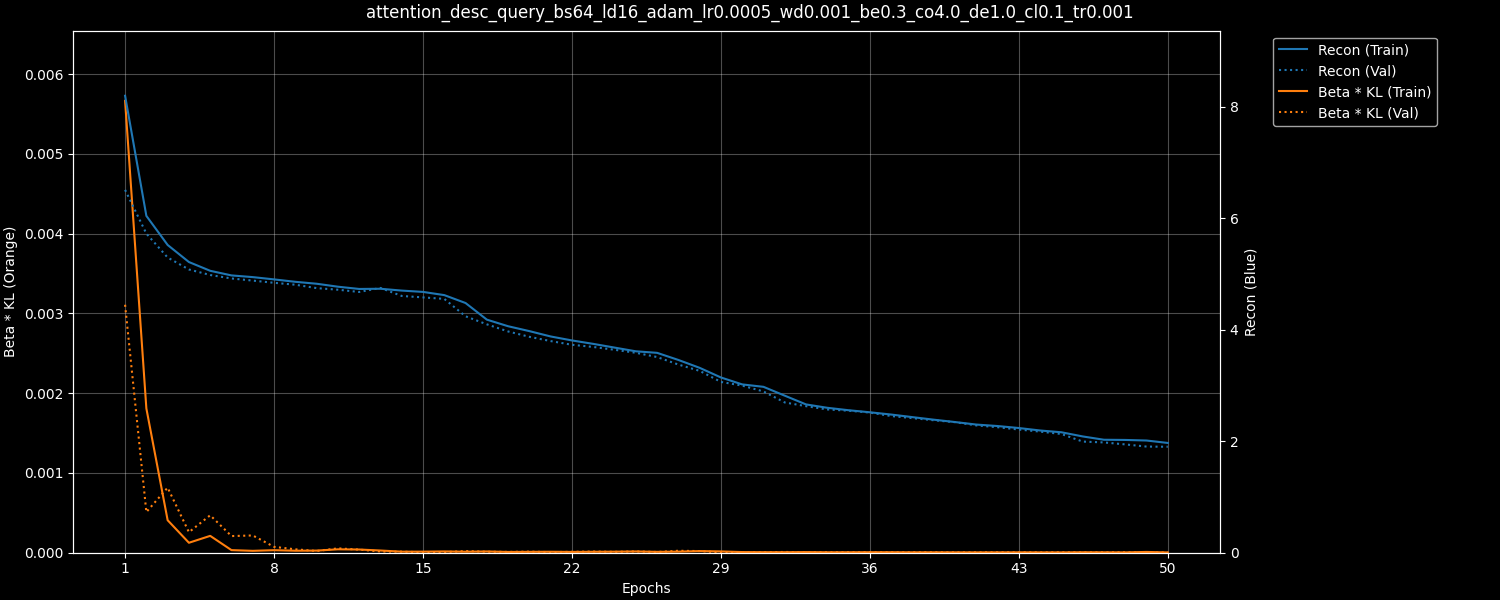 attention_desc_query_bs64_ld16_adam_lr0.0005_wd0.001_be0.3_co4.0_de1.0_cl0.1_tr0.001
Beta * KL (Orange)
0.006
0.005
0.004
0.003
0.002
0.001
0.000
1 8 15 22 29 36 43 50
Epochs
8
6
4
2
0
Recon (Blue)
Recon (Train)
Recon (Val)
Beta * KL (Train)
Beta * KL (Val)